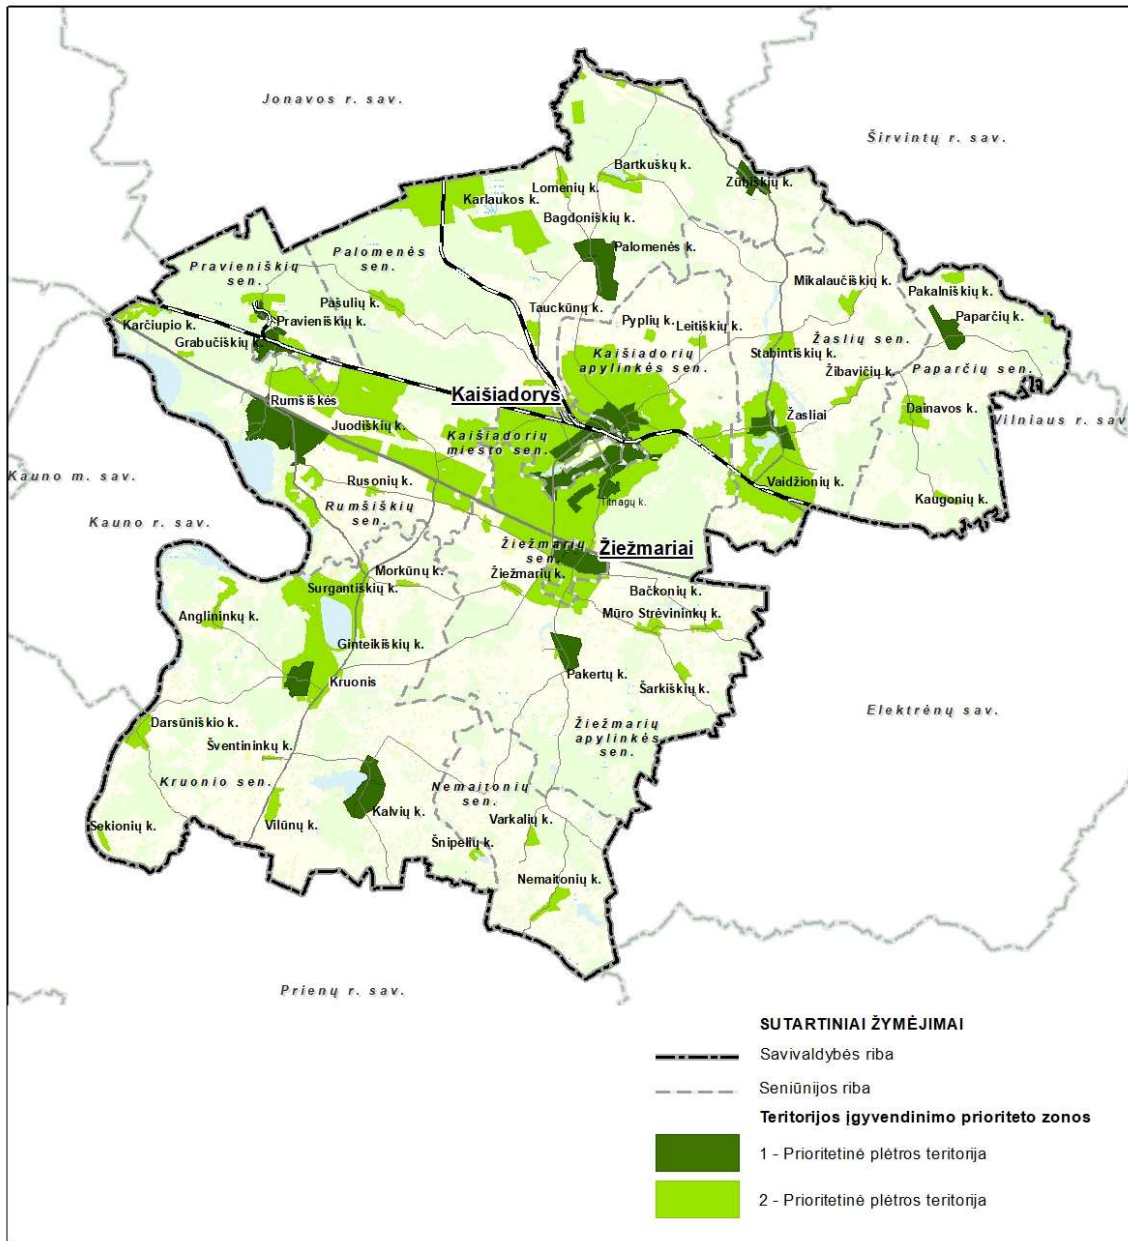 Jonavos r. sav.
Širvintų r. sav.
Bartkuškų k.
Lomenių k.
Zūbiškių k.
Karlaukos k.
Bagdoniškių k.
Palomenės
sen.
Palomenės k.
Pravieniškių
sen.
Mikalaučiškių k.
Pakalniškių k.
Pašulių k.
Tauckūnų k.
Paparčių k.
Karčiupio k.
Pravieniškių k.
Pyplių k.
Leitiškių k.
Grabučiškių k.
Žaslių sen.
Kaišiadorių
apylinkės sen.
Stabintiškių k.
Paparčių sen.
Žibavičių k.
Kaišiadorys
Rumšiškės
Dainavos k.
Žasliai
Vilniaus r. sav.
Juodiškių k.
Kaišiadorių
miesto sen.
Kauno m. sav.
Rusonių k.
Vaidžionių k.
Kaugonių k.
Titnagų k.
Rumšiškių
sen.
Kauno r. sav.
Žiežmarių
sen.
Žiežmariai
Morkūnų k.
Žiežmarių k.
Surgantiškių k.
Bačkonių k.
Anglininkų k.
Mūro Strėvininkų k.
Ginteikiškių k.
Kruonis
Pakertų k.
Šarkiškių k.
Elektrėnų sav.
Darsūniškio k.
Žiežmarių
apylinkės
sen.
Šventininkų k.
Kruonio sen.
Nemaitonių
sen.
Kalvių k.
Varkalių k.
Sekionių k.
Vilūnų k.
Šnipelių k.
Nemaitonių k.
Prienų r. sav.
SUTARTINIAI ŽYMĖJIMAI
Savivaldybės riba
Seniūnijos riba
Teritorijos įgyvendinimo prioriteto zonos
1 - Prioritetinė plėtros teritorija
2 - Prioritetinė plėtros teritorija